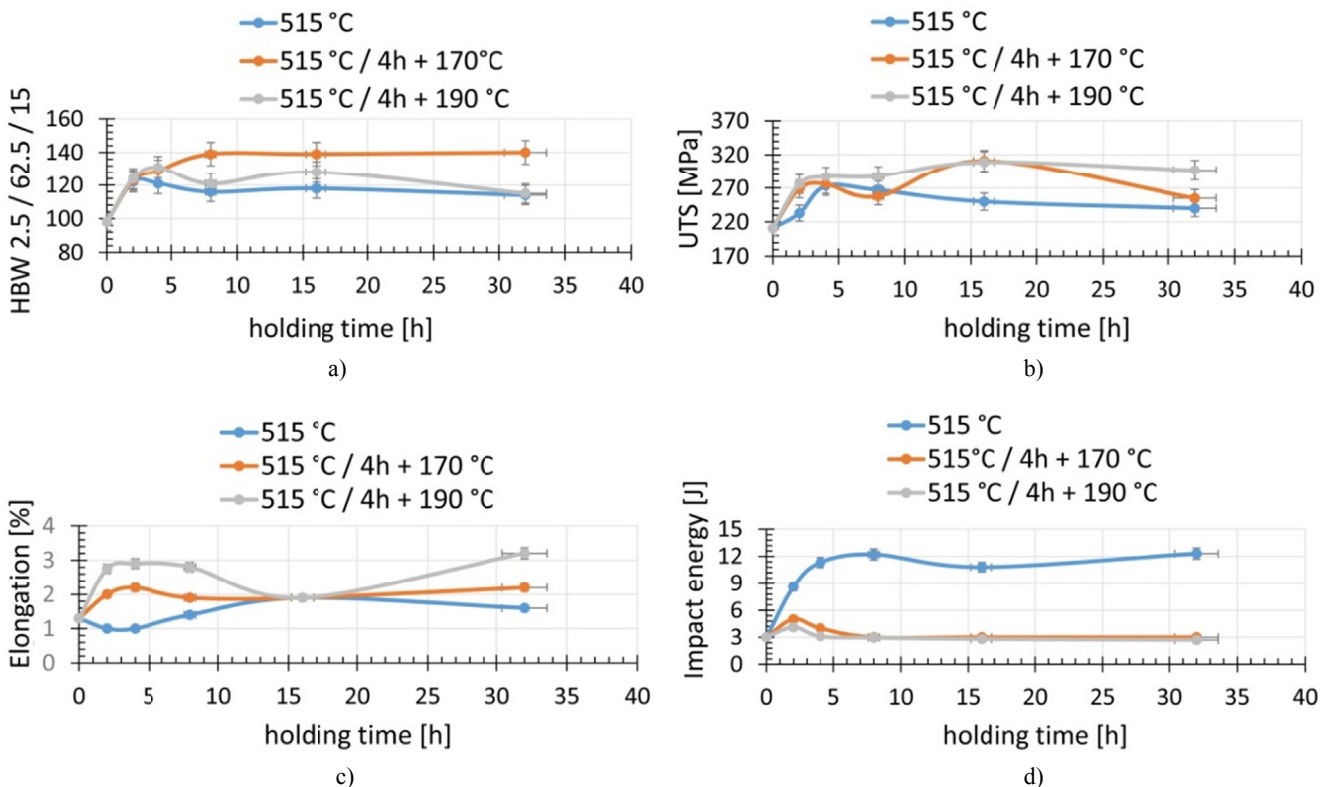 515 °C
515 °C / 4h + 170°C
515 °C / 4h + 190 °C
HBW 2.5 / 62.5 / 15
160
140
120
100
80
0 5 10 15 20 25 30 35 40
holding time [h]
a)
515 °C
515 °C / 4h + 170 °C
515 °C / 4h + 190 °C
UTS [MPa]
370
320
270
220
170
0 5 10 15 20 25 30 35 40
holding time [h]
b)
515 °C
515 °C / 4h + 170 °C
515 °C / 4h + 190 °C
Elongation [%]
4
3
2
1
0
0 5 10 15 20 25 30 35 40
holding time [h]
c)
515 °C
515°C / 4h + 170 °C
515 °C / 4h + 190 °C
Impact energy [J]
15
12
9
6
3
0
0 5 10 15 20 25 30 35 40
holding time [h]
d)